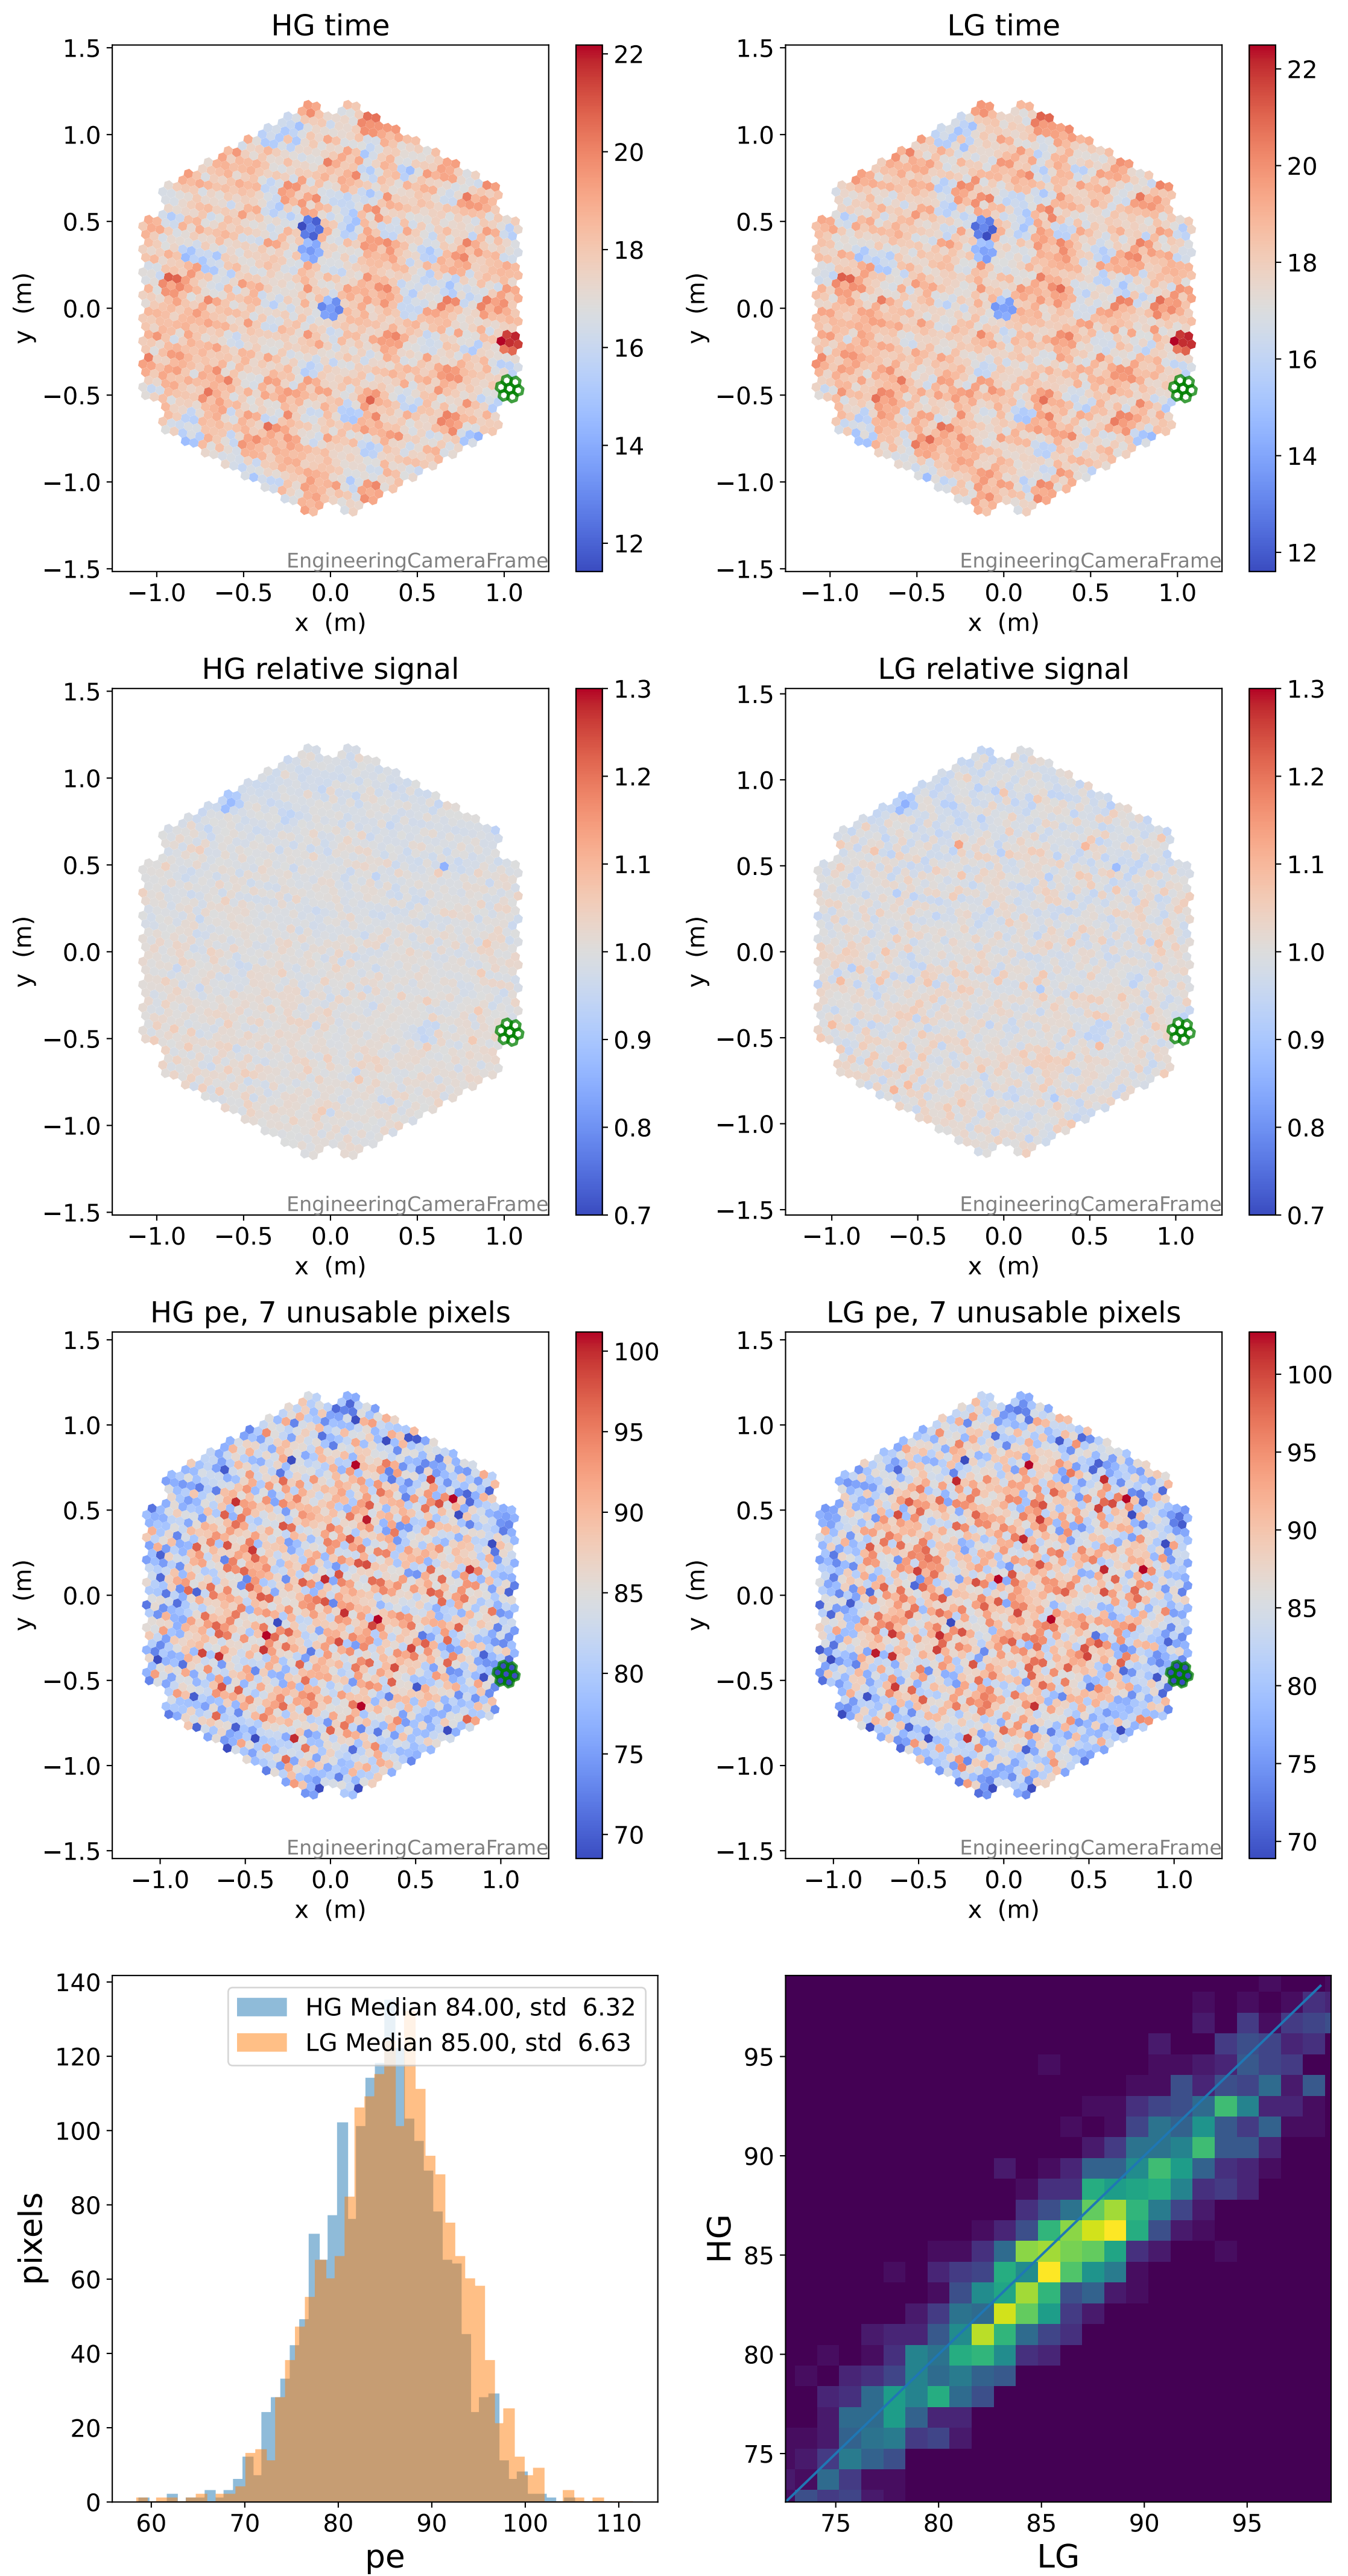 HG time
1.5
1.0
0.5
0.0
−0.5
−1.0
−1.5
y (m)
−1.0 −0.5 0.0 0.5 1.0
x (m)
EngineeringCameraFrame
22
20
18
16
14
12
LG time
1.5
1.0
0.5
0.0
−0.5
−1.0
−1.5
y (m)
−1.0 −0.5 0.0 0.5 1.0
x (m)
EngineeringCameraFrame
22
20
18
16
14
12
HG relative signal
1.5
1.0
0.5
0.0
−0.5
−1.0
−1.5
y (m)
−1.0 −0.5 0.0 0.5 1.0
x (m)
EngineeringCameraFrame
1.3
1.2
1.1
1.0
0.9
0.8
0.7
LG relative signal
1.5
1.0
0.5
0.0
−0.5
−1.0
−1.5
y (m)
−1.0 −0.5 0.0 0.5 1.0
x (m)
EngineeringCameraFrame
1.3
1.2
1.1
1.0
0.9
0.8
0.7
HG pe, 7 unusable pixels
1.5
1.0
0.5
0.0
−0.5
−1.0
−1.5
y (m)
−1.0 −0.5 0.0 0.5 1.0
x (m)
EngineeringCameraFrame
100
95
90
85
80
75
70
LG pe, 7 unusable pixels
1.5
1.0
0.5
0.0
−0.5
−1.0
−1.5
y (m)
−1.0 −0.5 0.0 0.5 1.0
x (m)
EngineeringCameraFrame
100
95
90
85
80
75
70
HG Median 84.00, std 6.32
LG Median 85.00, std 6.63
140
120
100
80
60
40
20
0
pixels
60 70 80 90 100 110
pe
95
90
85
80
75
HG
75 80 85 90 95
LG